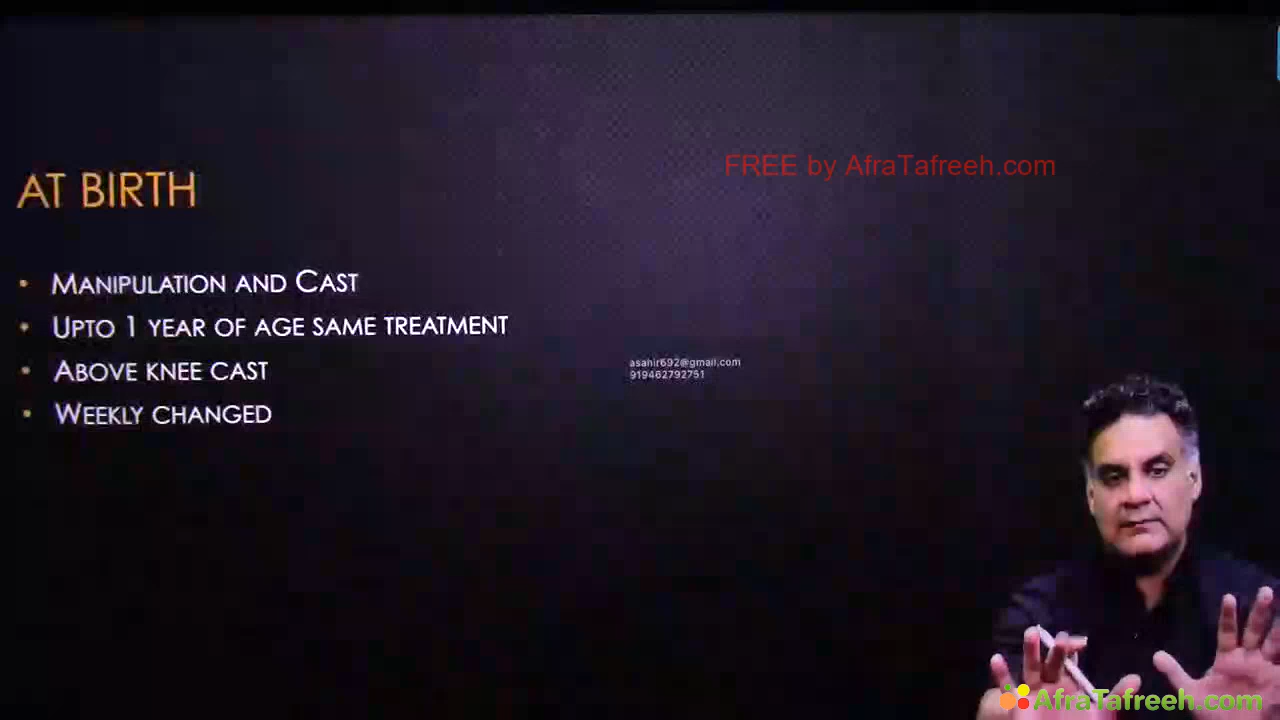 FREE by AfraTafreeh.com
AT BIRTH
• MANIPULATION AND CAST
• UPTO 1 YEAR OF AGE SAME TREATMENT
• ABOVE KNEE CAST
• WEEKLY CHANGED
asahir692@gmail.com
919462792751
AfraTafreeh.com